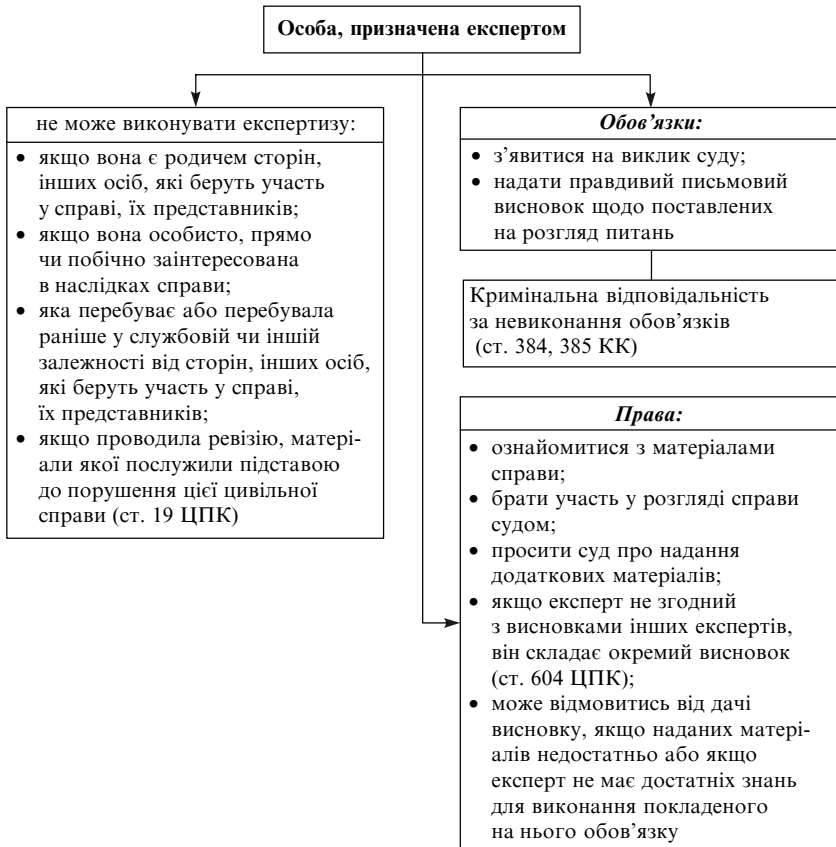 Особа, призначена експертом
не може виконувати експертизу:
• якщо вона є родичем сторін,
інших осіб, які беруть участь
у справі, їх представників;
• якщо вона особисто, прямо
чи побічно заінтересована
в наслідках справи;
• яка перебуває або перебувала
раніше у службовій чи іншій
залежності від сторін, інших осіб,
які беруть участь у справі,
їх представників;
• якщо проводила ревізію, матері-
али якої послужили підставою
до порушення цієї цивільної
справи (ст. 19 ЦПК)
Обов’язки:
• з’явитися на виклик суду;
• надати правдивий письмовий
висновок щодо поставлених
на розгляд питань
Кримінальна відповідальність
за невиконання обов’язків
(ст. 384, 385 КК)
Права:
• ознайомитися з матеріалами
справи;
• брати участь у розгляді справи
судом;
• просити суд про надання
додаткових матеріалів;
• якщо експерт не згодний
з висновками інших експертів,
він складає окремий висновок
(ст. 604 ЦПК);
• може відмовитись від дачі
висновку, якщо наданих матері-
алів недостатньо або якщо
експерт не має достатніх знань
для виконання покладеного
на нього обов’язку